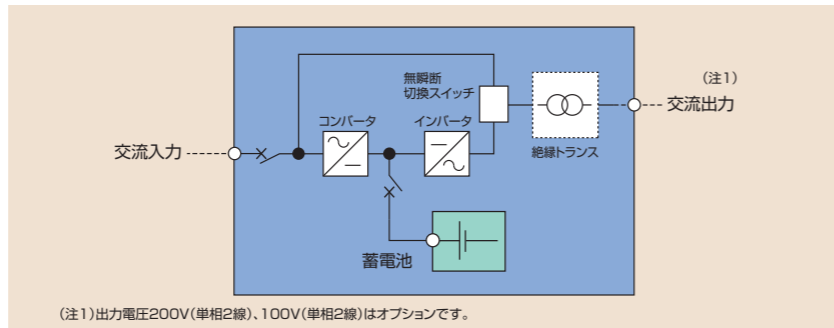 (注1)
無瞬断
切換スイッチ
交流出力
コンバータ
インバータ
交流入力
絶縁トランス
蓄電池
(注1)出力電圧200V(単相2線)、100V(単相2線)はオプションです。